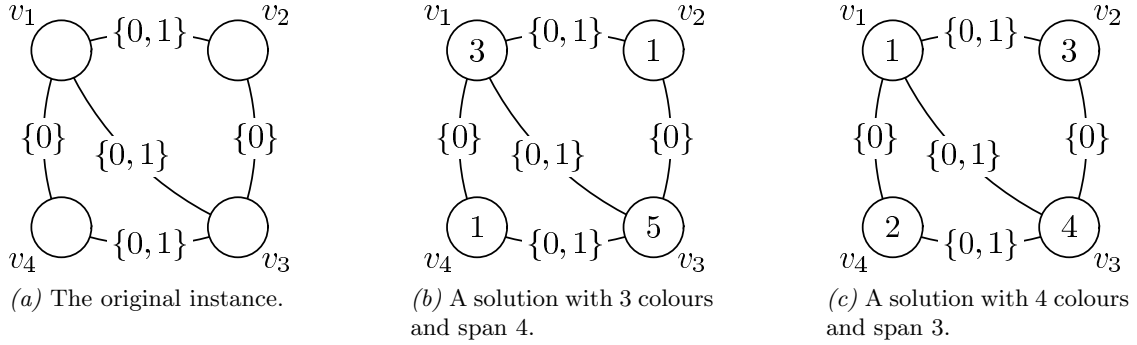 v1 {0, 1} v2
{0} {0, 1} {0}
v4 {0, 1} v3
(a) The original instance.
v1 3 {0, 1} 1 v2
{0} {0, 1} {0}
1 {0, 1} 5
v4 v3
(b) A solution with 3 colours
and span 4.
v1 1 {0, 1} 3 v2
{0} {0, 1} {0}
2 {0, 1} 4
v4 v3
(c) A solution with 4 colours
and span 3.